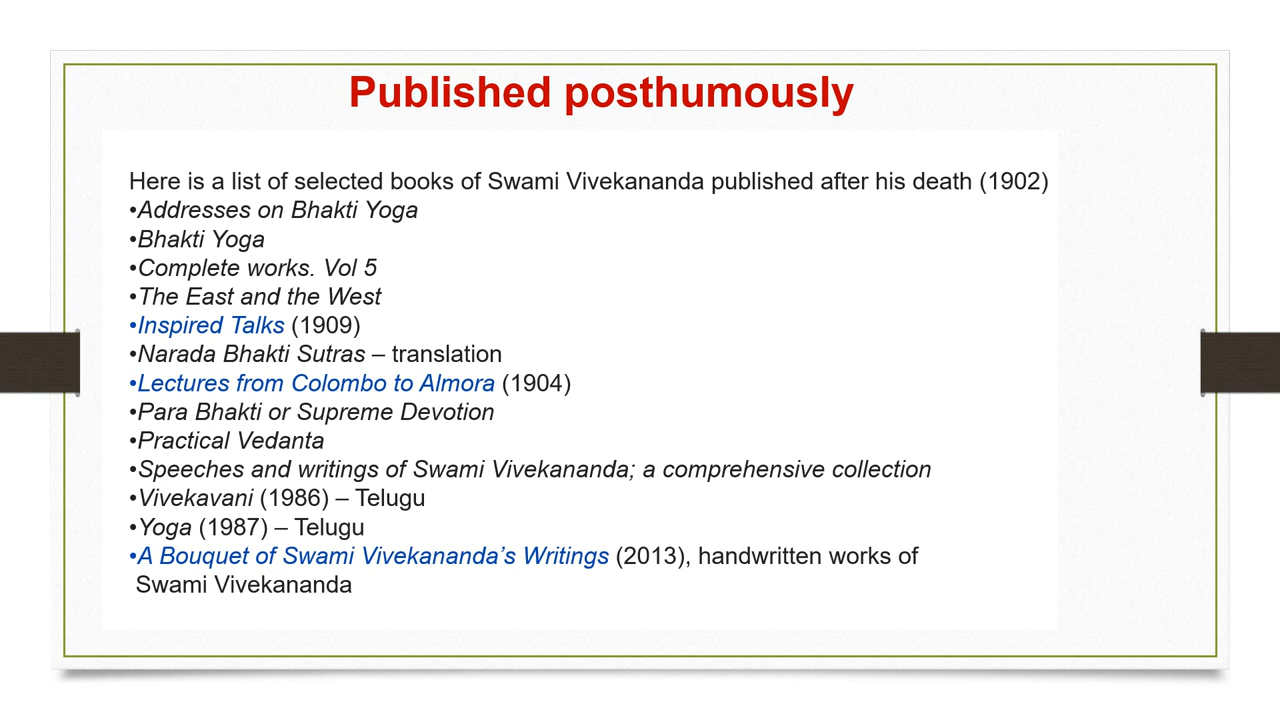 Published posthumously
Here is a list of selected books of Swami Vivekananda published after his death (1902)
•Addresses on Bhakti Yoga
•Bhakti Yoga
•Complete works. Vol 5
•The East and the West
•Inspired Talks (1909)
•Narada Bhakti Sutras – translation
•Lectures from Colombo to Almora (1904)
•Para Bhakti or Supreme Devotion
•Practical Vedanta
•Speeches and writings of Swami Vivekananda; a comprehensive collection
•Vivekavani (1986) – Telugu
•Yoga (1987) – Telugu
•A Bouquet of Swami Vivekananda’s Writings (2013), handwritten works of
Swami Vivekananda